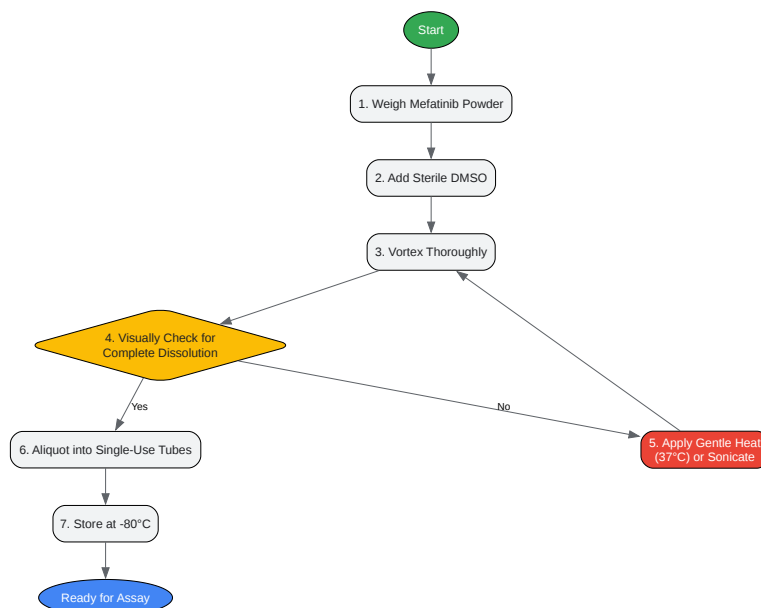 Start
1. Weigh Mefatinib Powder
2. Add Sterile DMSO
3. Vortex Thoroughly
4. Visually Check for
Complete Dissolution
Yes
No
5. Apply Gentle Heat
(37°C) or Sonicate
6. Aliquot into Single-Use Tubes
7. Store at -80°C
Ready for Assay